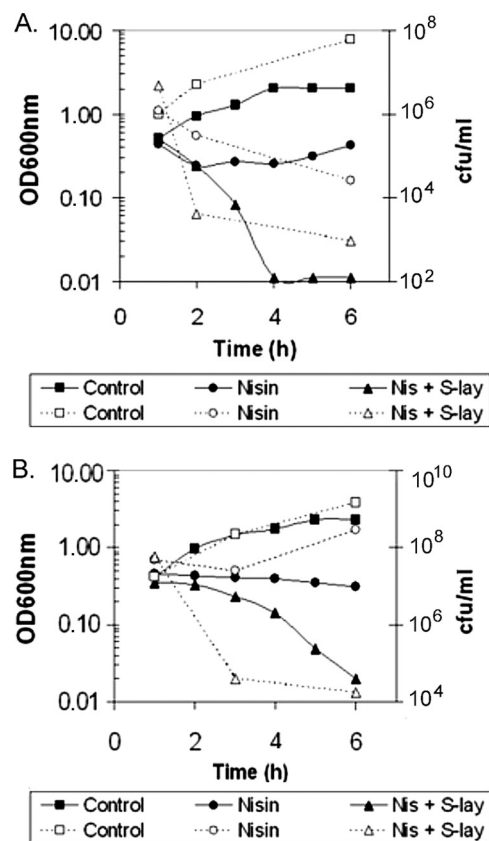 A.
10.00
1.00
0.10
0.01
OD600nm
10^8
10^6
10^4
10^2
cfu/ml
0 2 4 6
Time (h)
Control Nisin Nis + S-lay
Control Nisin Nis + S-lay
B.
10.00
1.00
0.10
0.01
OD600nm
10^10
10^8
10^6
10^4
cfu/ml
0 2 4 6
Time (h)
Control Nisin Nis + S-lay
Control Nisin Nis + S-lay